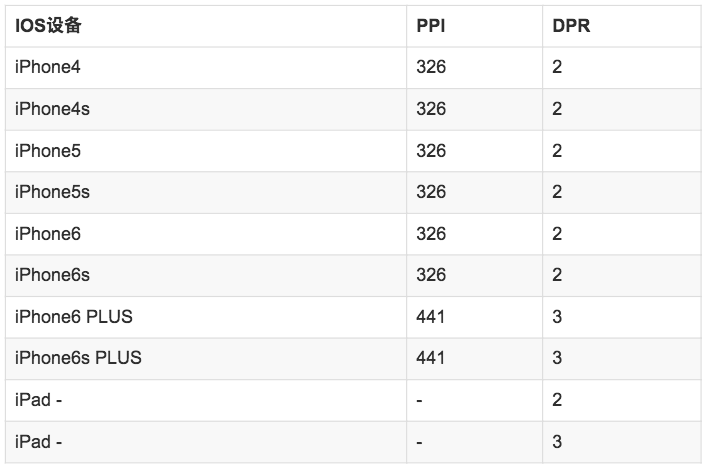 IOS设备 PPI DPR
iPhone4 326 2
iPhone4s 326 2
iPhone5 326 2
iPhone5s 326 2
iPhone6 326 2
iPhone6s 326 2
iPhone6 PLUS 441 3
iPhone6s PLUS 441 3
iPad - - 2
iPad - - 3